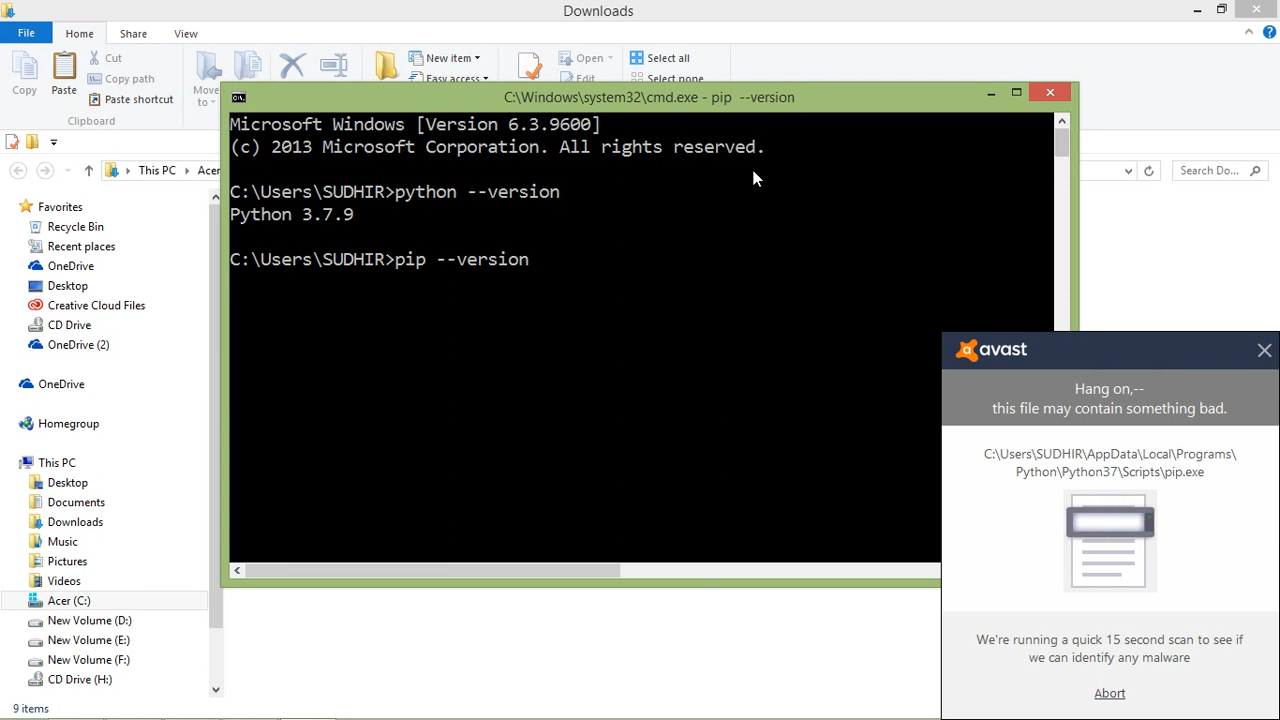 Downloads
File
Home
Share
View
Copy
Paste
Cut
Copy path
Paste shortcut
Clipboard
Move
to
New item
Easy access
Open
Edit
Select all
Select none
This PC
Acer
Search Do...
Favorites
Recycle Bin
Recent places
OneDrive
Desktop
Creative Cloud Files
CD Drive
OneDrive (2)
OneDrive
Homegroup
This PC
Desktop
Documents
Downloads
Music
Pictures
Videos
Acer (C:)
New Volume (D:)
New Volume (E:)
New Volume (F:)
CD Drive (H:)
9 items
C:\Windows\system32\cmd.exe - pip  --version
Microsoft Windows [Version 6.3.9600]
(c) 2013 Microsoft Corporation. All rights reserved.
C:\Users\SUDHIR>python --version
Python 3.7.9
C:\Users\SUDHIR>pip --version
avast
Hang on,--
this file may contain something bad.
C:\Users\SUDHIR\AppData\Local\Programs\
Python\Python37\Scripts\pip.exe
We're running a quick 15 second scan to see if
we can identify any malware
Abort